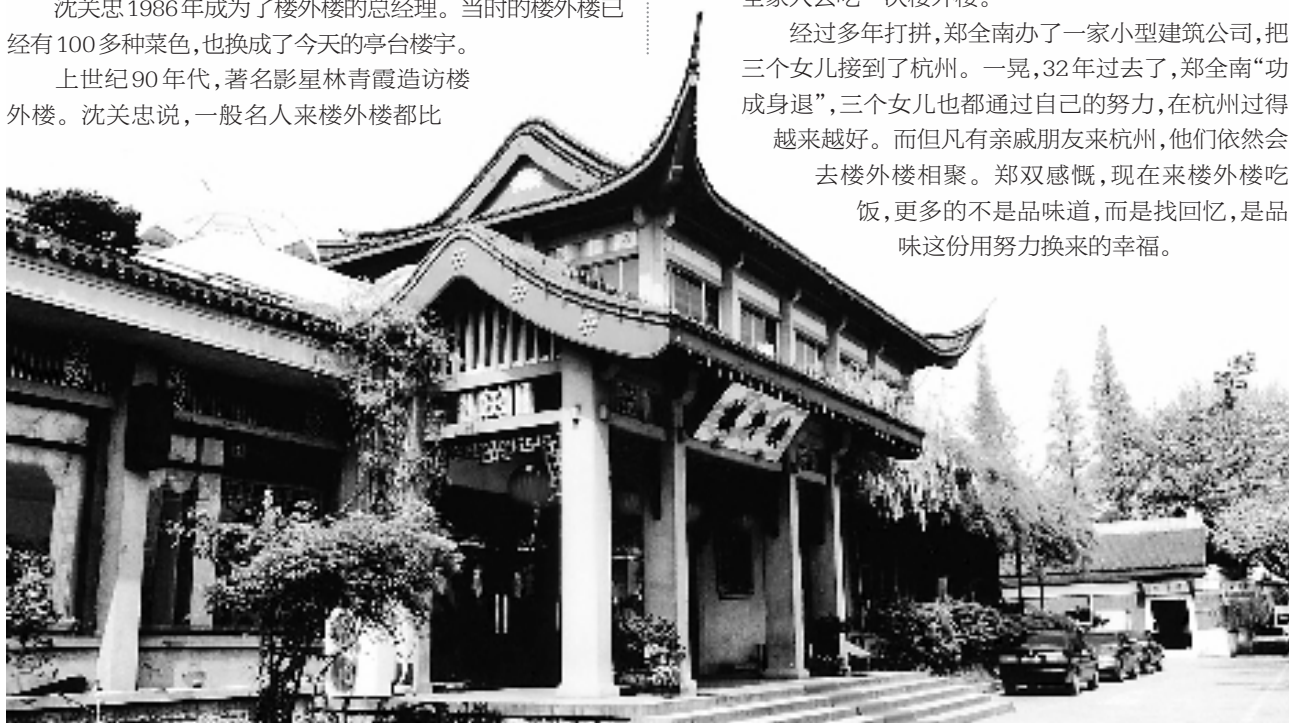 沈关忠1986年成为了楼外楼的总经理。当时的楼外楼已
经有100多种菜色,也换成了今天的亭台楼宇。
上世纪90年代,著名影星林青霞造访楼
外楼。沈关忠说,一般名人来楼外楼都比
全家人去吃一次楼外楼。
经过多年打拼,郑全南办了一家小型建筑公司,把
三个女儿接到了杭州。一晃,32年过去了,郑全南“功
成身退”,三个女儿也都通过自己的努力,在杭州过得
越来越好。而但凡有亲戚朋友来杭州,他们依然会
去楼外楼相聚。郑双感慨,现在来楼外楼吃
饭,更多的不是品味道,而是找回忆,是品
味这份用努力换来的幸福。